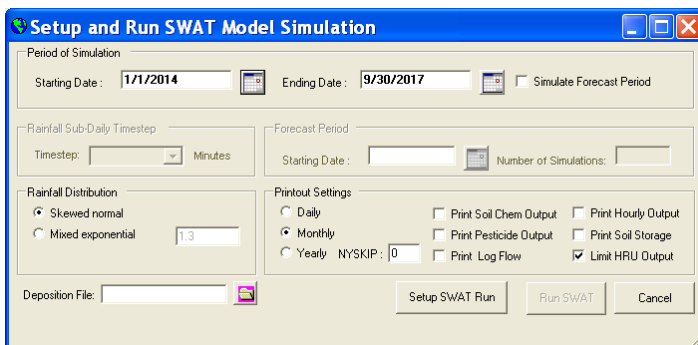 Setup and Run SWAT Model Simulation
Period of Simulation
Starting Date : 1/1/2014 Ending Date : 9/30/2017 Simulate Forecast Period
Rainfall Sub-Daily Timestep Forecast Period
Timestep: Minutes Starting Date : Number of Simulations:
Rainfall Distribution Printout Settings
Skewed normal Daily Print Soil Chem Output Print Hourly Output
Mixed exponential 1.3 Monthly Print Pesticide Output Print Soil Storage
Yearly NYSKIP : 0 Print Log Flow Limit HRU Output
Deposition File: Setup SWAT Run Run SWAT Cancel